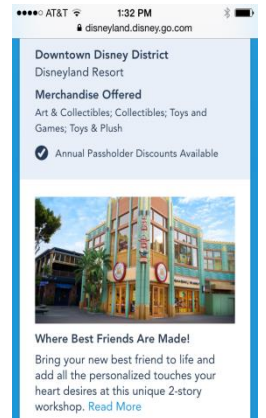 AT&T 1:32 PM
disneyland.disney.go.com
Downtown Disney District
Disneyland Resort
Merchandise Offered
Art & Collectibles; Collectibles; Toys and
Games; Toys & Plush
Annual Passholder Discounts Available
Where Best Friends Are Made!
Bring your new best friend to life and
add all the personalized touches your
heart desires at this unique 2-story
workshop. Read More